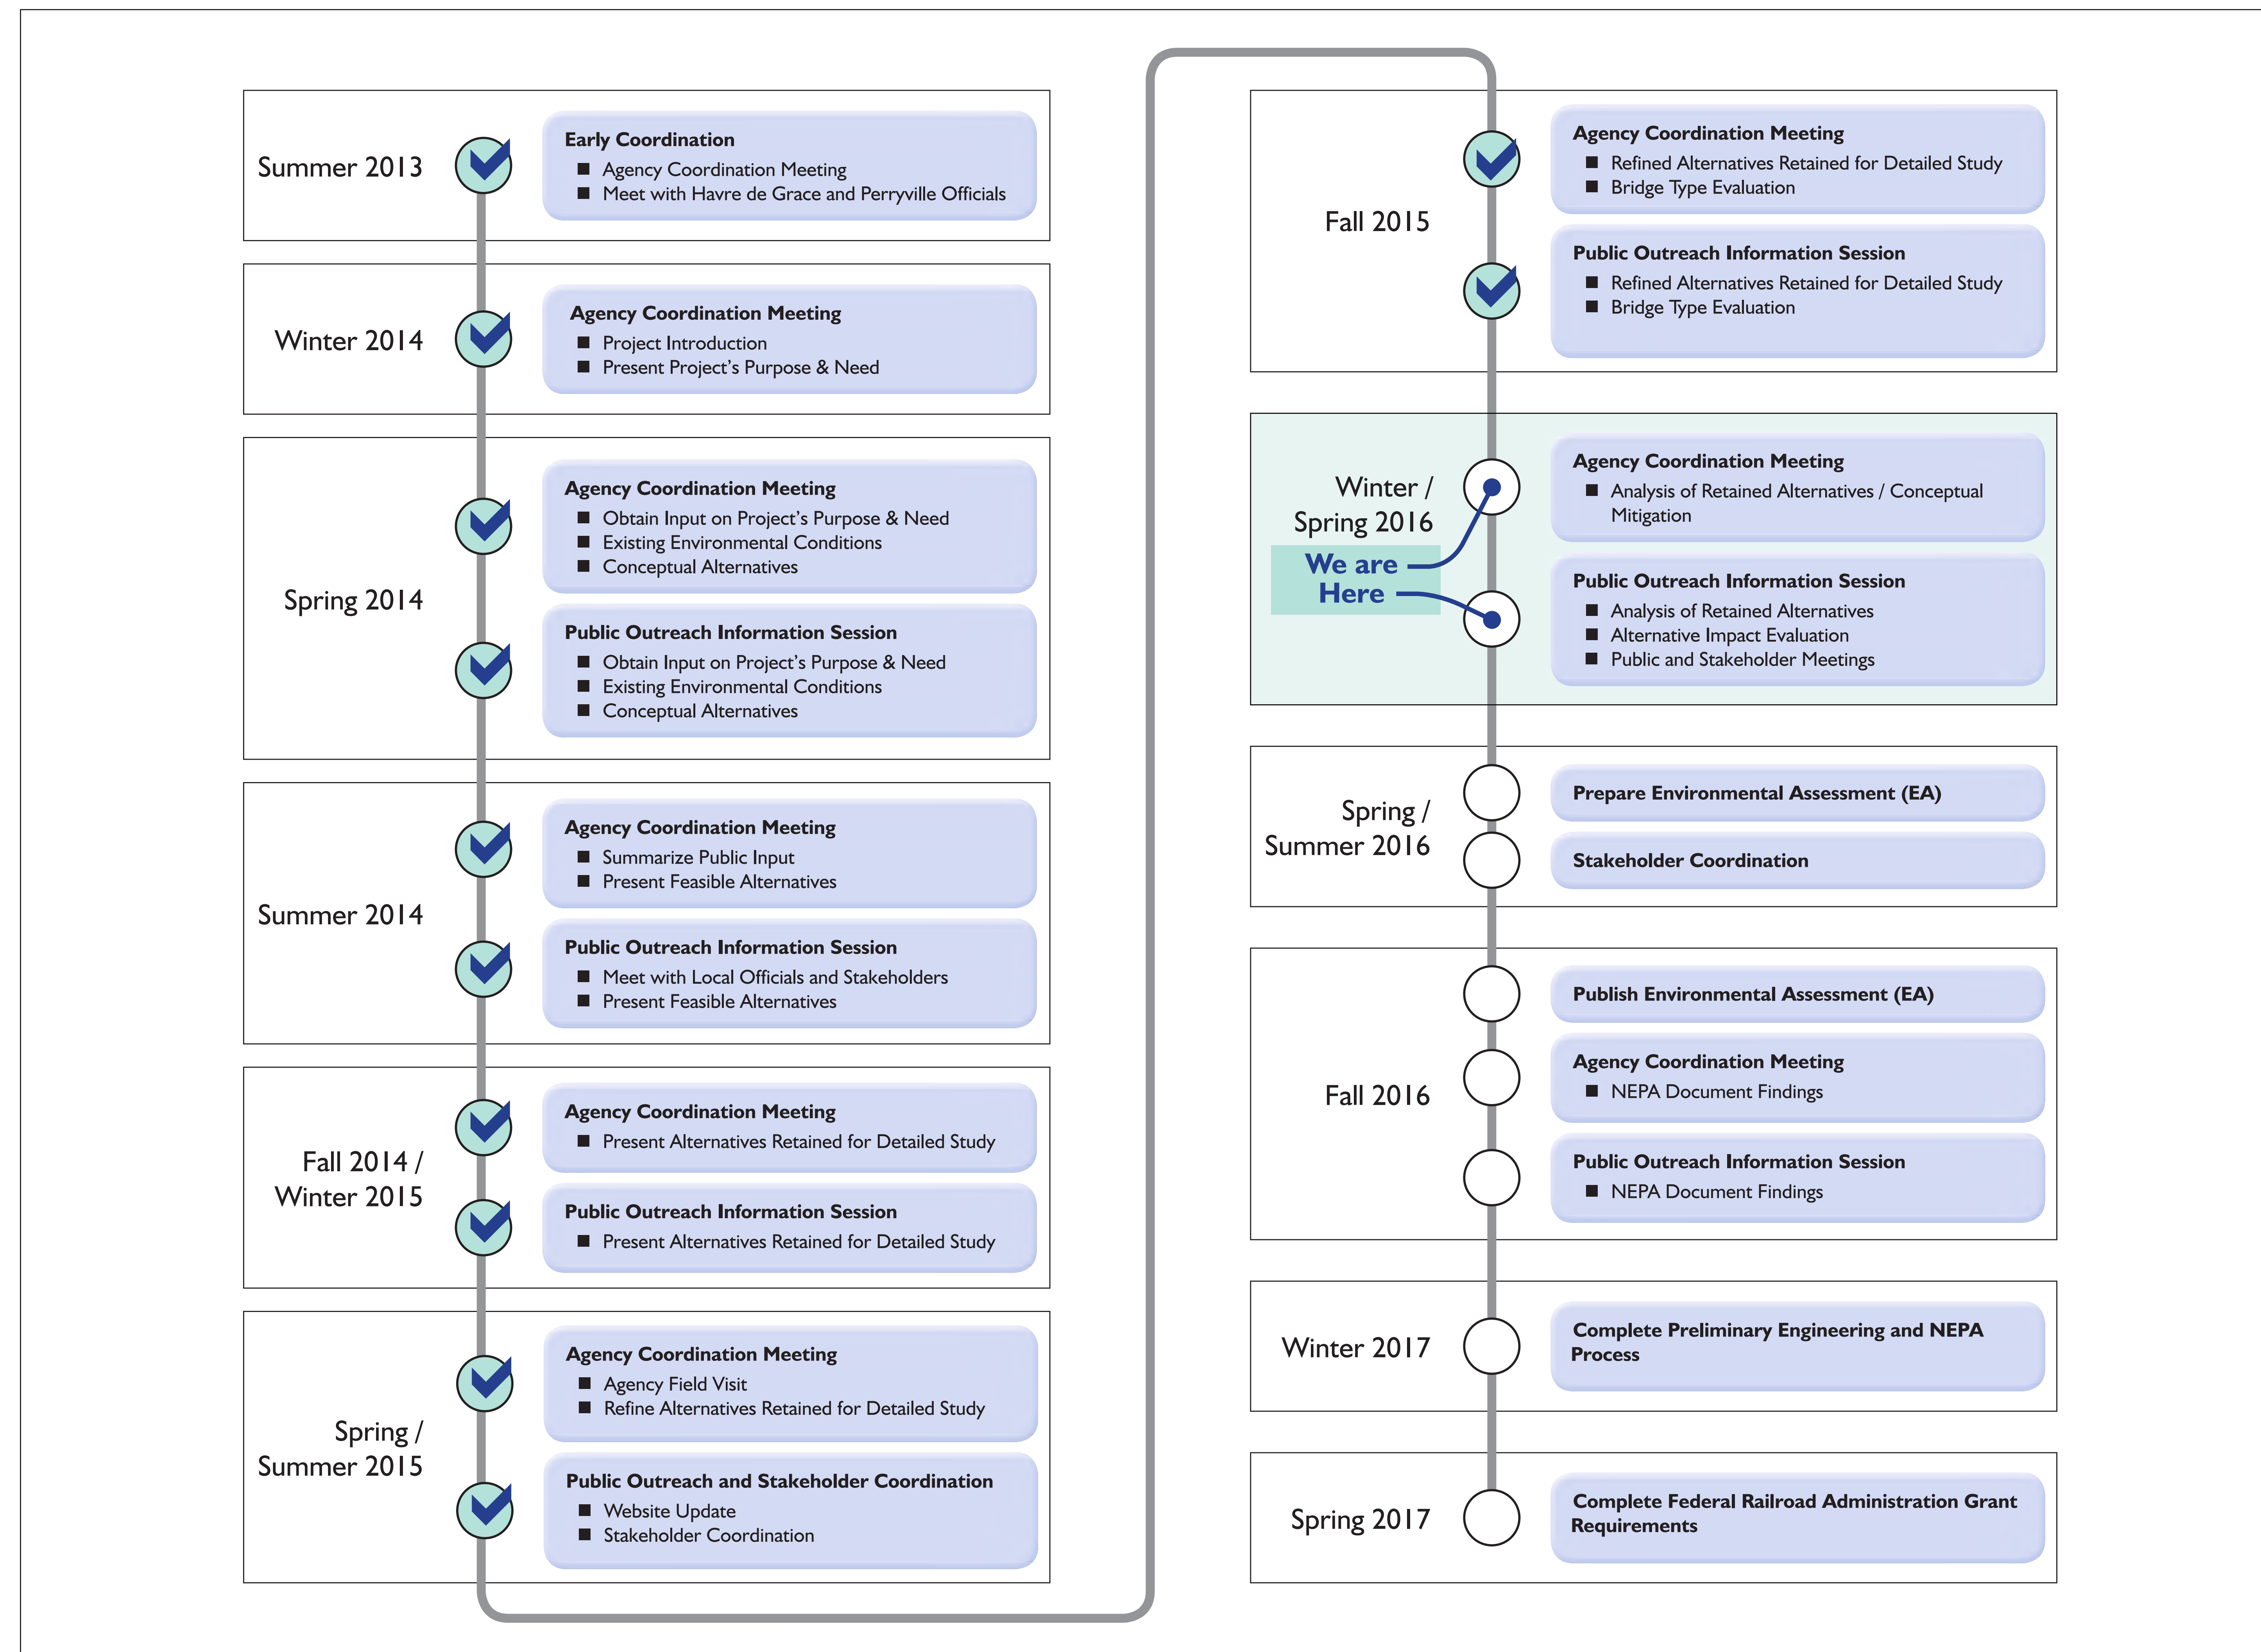 Summer 2013
Early Coordination
■ Agency Coordination Meeting
■ Meet with Havre de Grace and Perryville Officials
Winter 2014
Agency Coordination Meeting
■ Project Introduction
■ Present Project's Purpose & Need
Spring 2014
Agency Coordination Meeting
■ Obtain Input on Project's Purpose & Need
■ Existing Environmental Conditions
■ Conceptual Alternatives
Public Outreach Information Session
■ Obtain Input on Project's Purpose & Need
■ Existing Environmental Conditions
■ Conceptual Alternatives
Summer 2014
Agency Coordination Meeting
■ Summarize Public Input
■ Present Feasible Alternatives
Public Outreach Information Session
■ Meet with Local Officials and Stakeholders
■ Present Feasible Alternatives
Fall 2014 /
Winter 2015
Agency Coordination Meeting
■ Present Alternatives Retained for Detailed Study
Public Outreach Information Session
■ Present Alternatives Retained for Detailed Study
Spring /
Summer 2015
Agency Coordination Meeting
■ Agency Field Visit
■ Refine Alternatives Retained for Detailed Study
Public Outreach and Stakeholder Coordination
■ Website Update
■ Stakeholder Coordination
Fall 2015
Agency Coordination Meeting
■ Refined Alternatives Retained for Detailed Study
■ Bridge Type Evaluation
Public Outreach Information Session
■ Refined Alternatives Retained for Detailed Study
■ Bridge Type Evaluation
Winter /
Spring 2016
We are
Here
Agency Coordination Meeting
■ Analysis of Retained Alternatives / Conceptual
Mitigation
Public Outreach Information Session
■ Analysis of Retained Alternatives
■ Alternative Impact Evaluation
■ Public and Stakeholder Meetings
Spring /
Summer 2016
Prepare Environmental Assessment (EA)
Stakeholder Coordination
Fall 2016
Publish Environmental Assessment (EA)
Agency Coordination Meeting
■ NEPA Document Findings
Public Outreach Information Session
■ NEPA Document Findings
Winter 2017
Complete Preliminary Engineering and NEPA
Process
Spring 2017
Complete Federal Railroad Administration Grant
Requirements